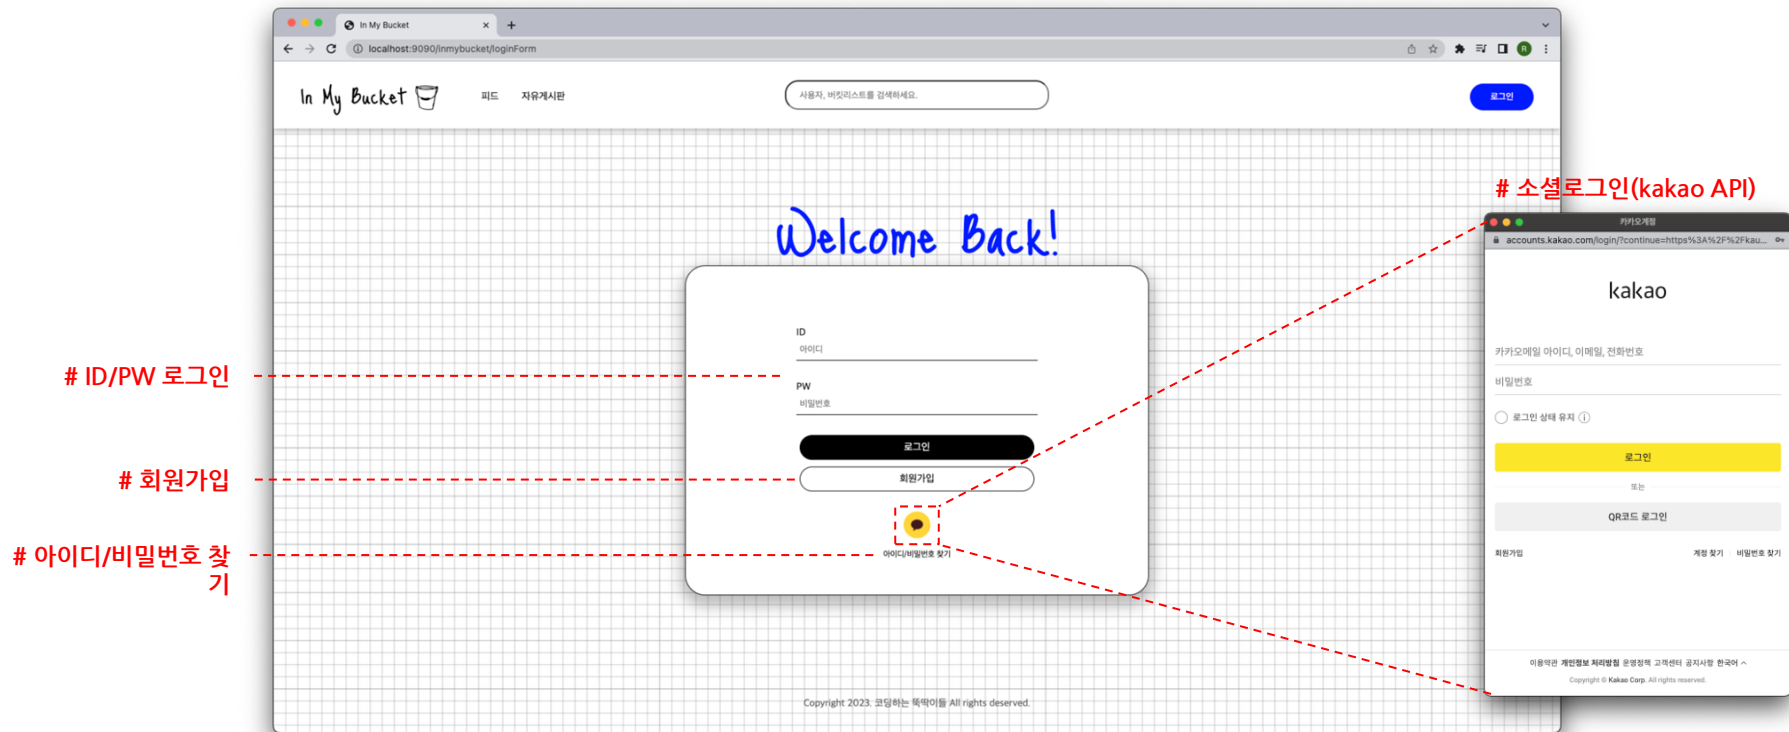 In My Bucket
localhost:9090/inmybucket/loginForm
In My Bucket
피드 자유게시판
사용자, 버킷리스트를 검색하세요.
로그인
Welcome Back!
ID
아이디
PW
비밀번호
로그인
회원가입
아이디/비밀번호 찾기
Copyright 2023. 코딩하는 뚝딱이들 All rights deserved.
# ID/PW 로그인
# 회원가입
# 아이디/비밀번호 찾
기
# 소셜로그인(kakao API)
카카오계정
accounts.kakao.com/login/?continue=https%3A%2F%2Fkau...
kakao
카카오메일 아이디, 이메일, 전화번호
비밀번호
로그인 상태 유지
로그인
또는
QR코드 로그인
회원가입 계정 찾기 비밀번호 찾기
이용약관 개인정보 처리방침 운영정책 고객센터 공지사항 한국어
Copyright © Kakao Corp. All rights reserved.
R